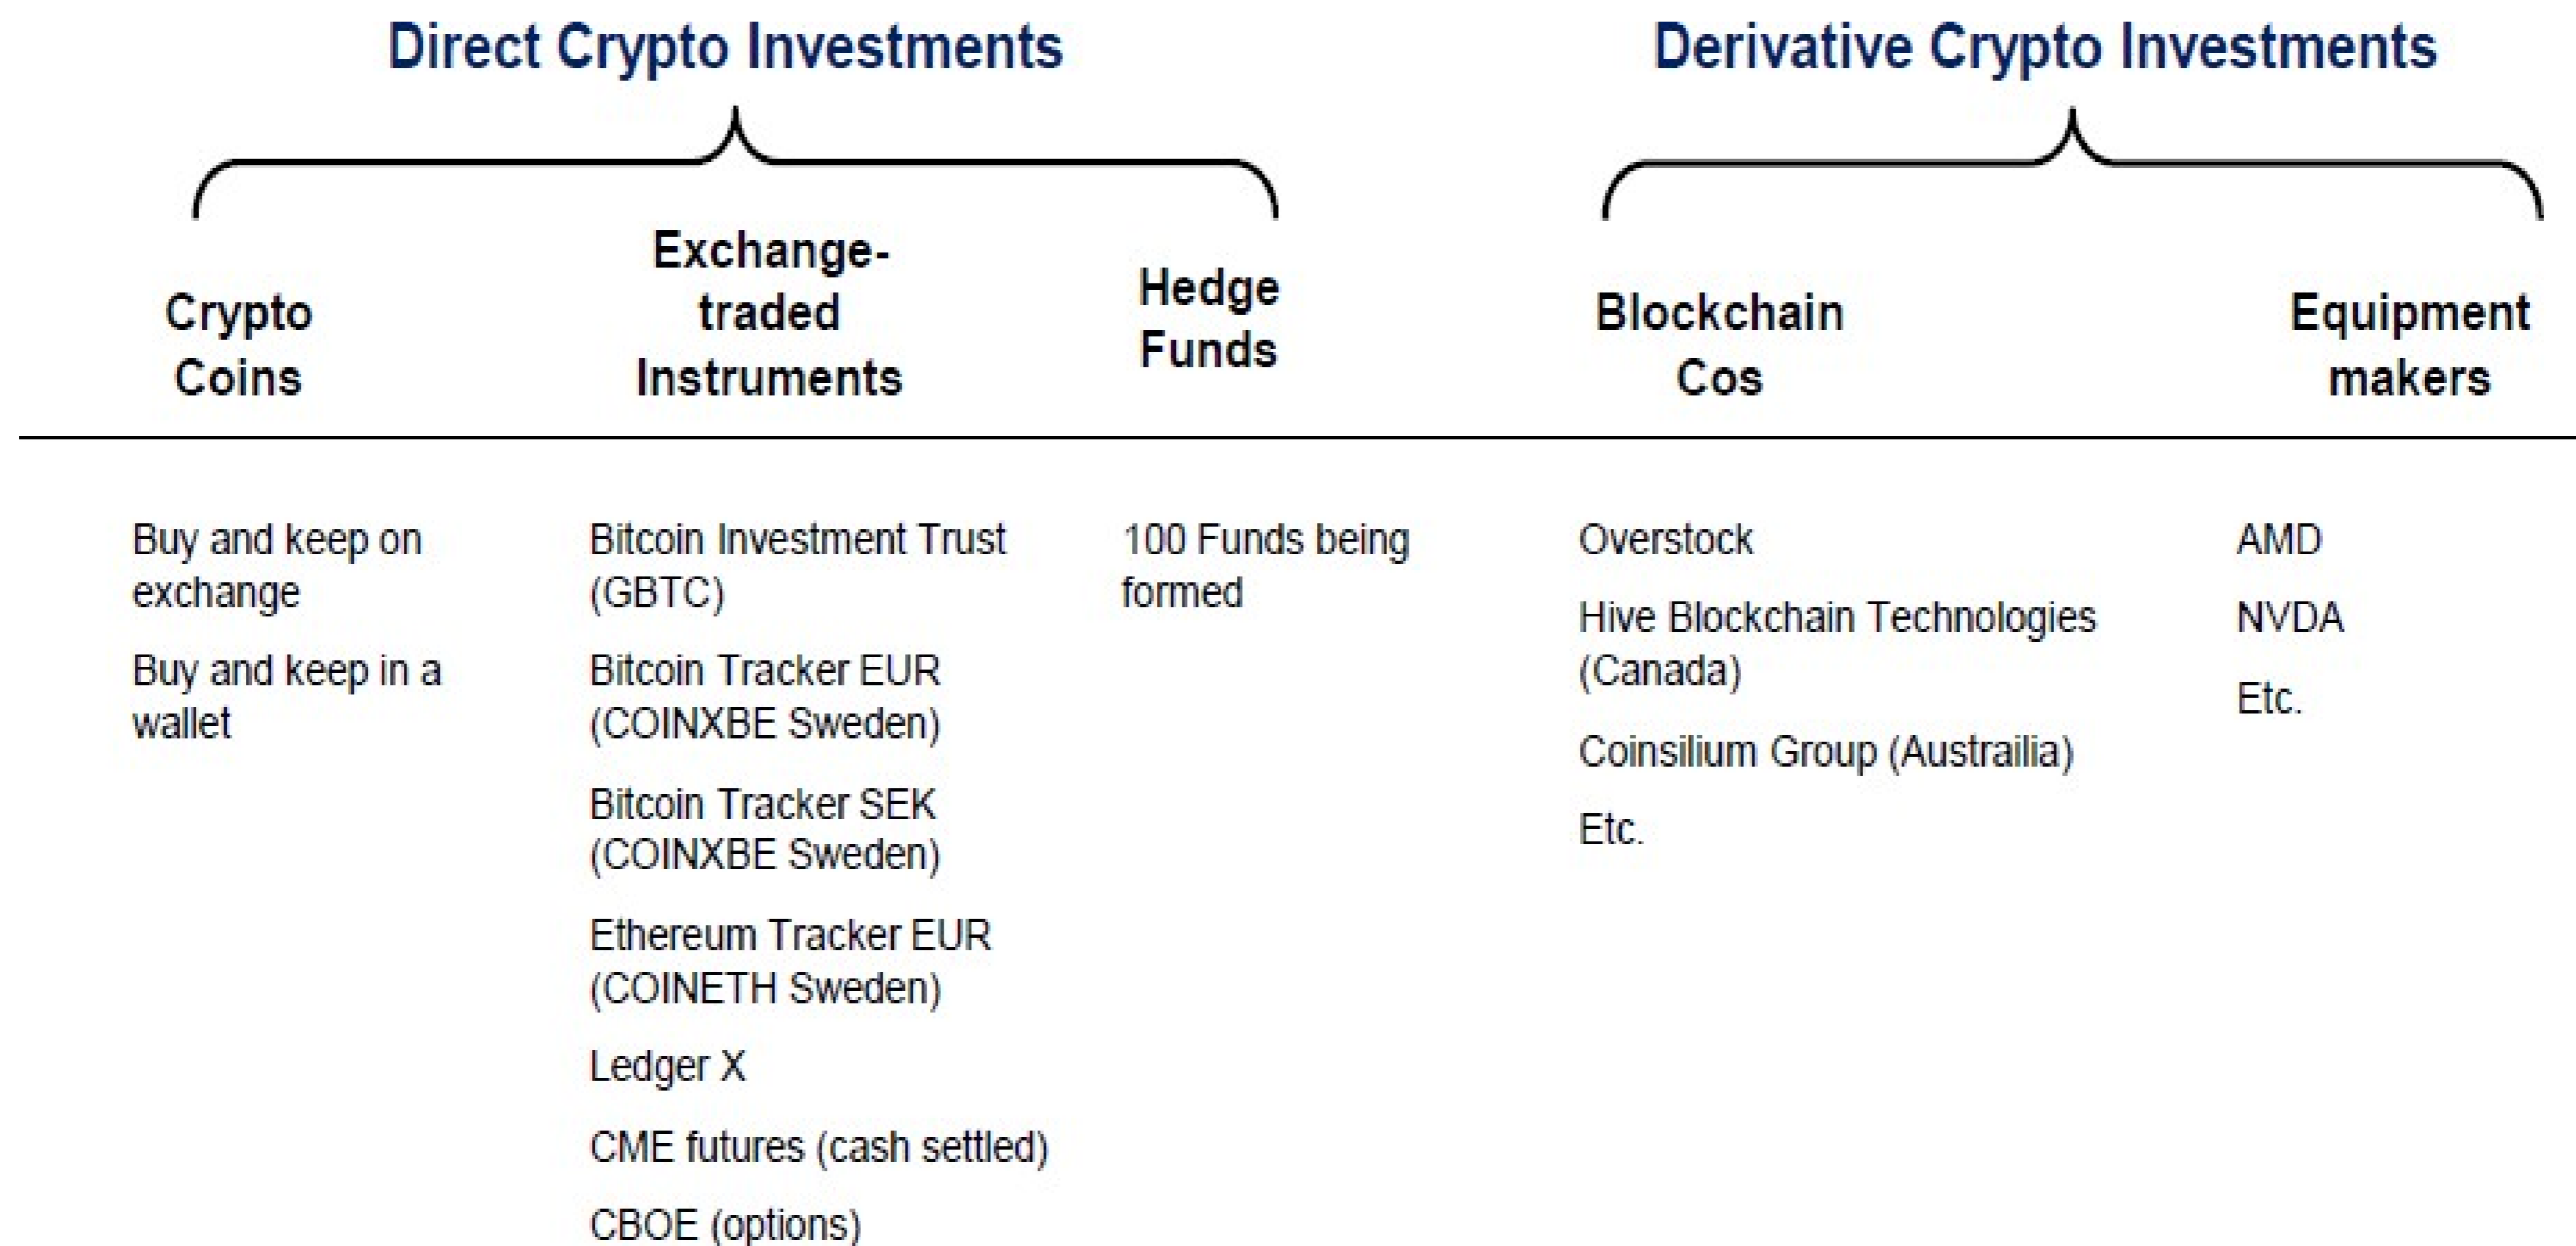 Direct Crypto Investments
Derivative Crypto Investments
Crypto
Coins
Exchange-
traded
Instruments
Hedge
Funds
Blockchain
Cos
Equipment
makers
Buy and keep on
exchange
Buy and keep in a
wallet
Bitcoin Investment Trust
(GBTC)
Bitcoin Tracker EUR
(COINXBE Sweden)
Bitcoin Tracker SEK
(COINXBE Sweden)
Ethereum Tracker EUR
(COINETH Sweden)
Ledger X
CME futures (cash settled)
CBOE (options)
100 Funds being
formed
Overstock
Hive Blockchain Technologies
(Canada)
Coinsilium Group (Austrailia)
Etc.
AMD
NVDA
Etc.